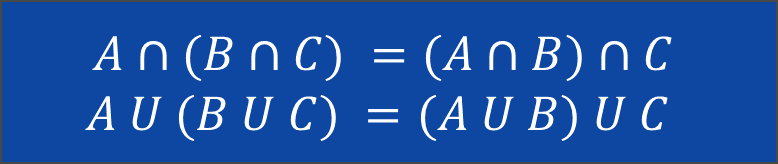 A ∩ (B ∩ C) = (A ∩ B) ∩ C
A U (B U C) = (A U B) U C